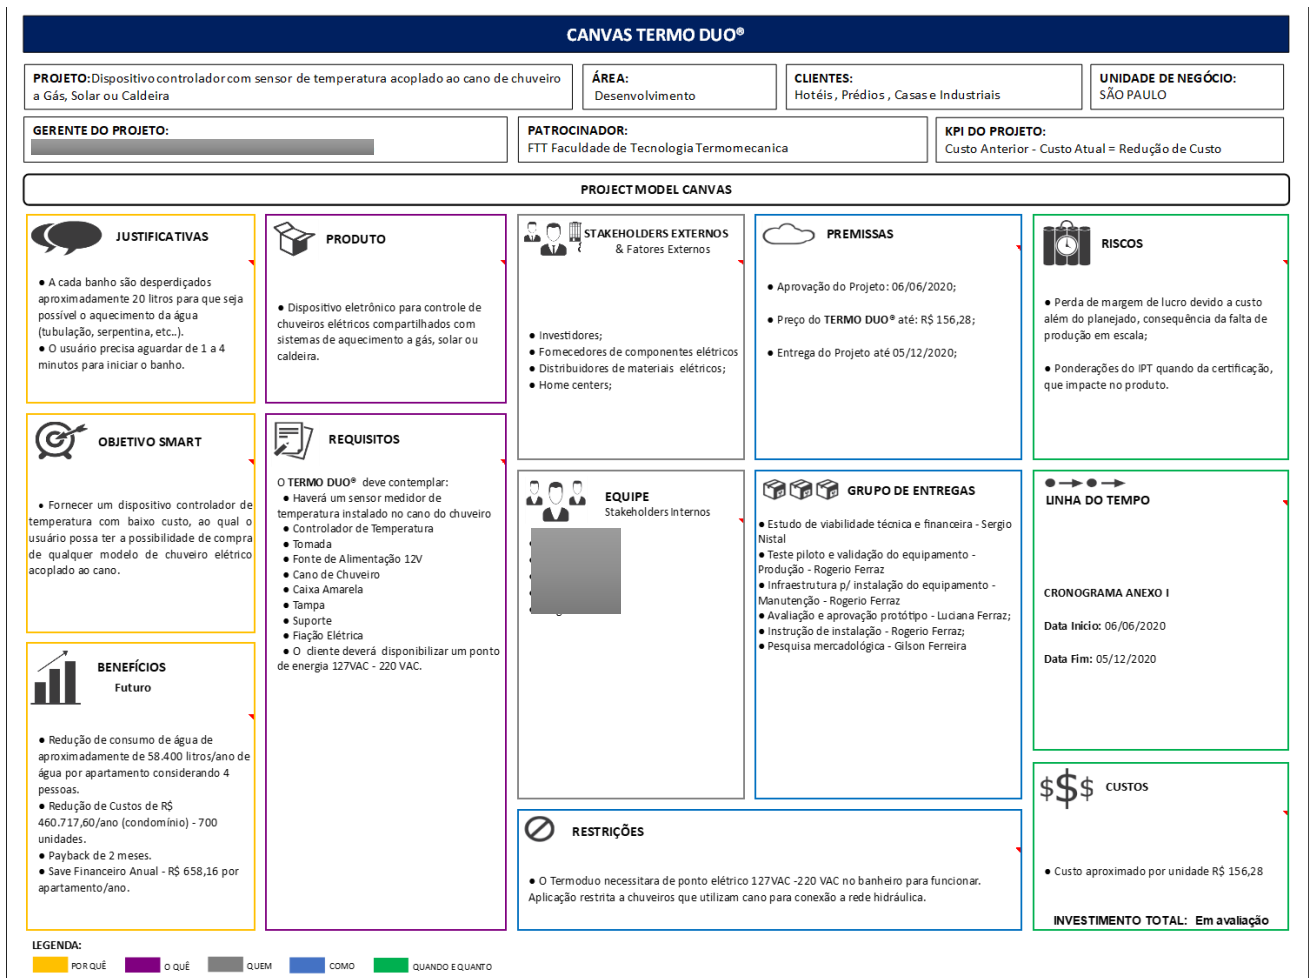 CANVAS TERMO DUO®
PROJETO:Dispositivo controlador com sensor de temperatura acoplado ao cano de chuveiro
a Gás, Solar ou Caldeira
ÁREA:
Desenvolvimento
CLIENTES:
Hotéis , Prédios , Casas e Industriais
UNIDADE DE NEGÓCIO:
SÃO PAULO
GERENTE DO PROJETO:
PATROCINADOR:
FTT Faculdade de Tecnologia Termomecanica
KPI DO PROJETO:
Custo Anterior - Custo Atual = Redução de Custo
PROJECT MODEL CANVAS
JUSTIFICATIVAS
● A cada banho são desperdiçados
aproximadamente 20 litros para que seja
possível o aquecimento da água
(tubulação, serpentina, etc..).
● O usuário precisa aguardar de 1 a 4
minutos para iniciar o banho.
OBJETIVO SMART
● Fornecer um dispositivo controlador de
temperatura com baixo custo, ao qual o
usuário possa ter a possibilidade de compra
de qualquer modelo de chuveiro elétrico
acoplado ao cano.
BENEFÍCIOS
Futuro
● Redução de consumo de água de
aproximadamente de 58.400 litros/ano de
água por apartamento considerando 4
pessoas.
● Redução de Custos de R$
460.717,60/ano (condomínio) - 700
unidades.
● Payback de 2 meses.
● Save Financeiro Anual - R$ 658,16 por
apartamento/ano.
PRODUTO
● Dispositivo eletrônico para controle de
chuveiros elétricos compartilhados com
sistemas de aquecimento a gás, solar ou
caldeira.
REQUISITOS
O TERMO DUO® deve contemplar:
● Haverá um sensor medidor de
temperatura instalado no cano do chuveiro
● Controlador de Temperatura
● Tomada
● Fonte de Alimentação 12V
● Cano de Chuveiro
● Caixa Amarela
● Tampa
● Suporte
● Fiação Elétrica
● O cliente deverá disponibilizar um ponto
de energia 127VAC - 220 VAC.
STAKEHOLDERS EXTERNOS
& Fatores Externos
● Investidores;
● Fornecedores de componentes elétricos
● Distribuidores de materiais elétricos;
● Home centers;
EQUIPE
Stakeholders Internos
PREMISSAS
● Aprovação do Projeto: 06/06/2020;
● Preço do TERMO DUO® até: R$ 156,28;
● Entrega do Projeto até 05/12/2020;
GRUPO DE ENTREGAS
● Estudo de viabilidade técnica e financeira - Sergio
Nistal
● Teste piloto e validação do equipamento -
Produção - Rogerio Ferraz
● Infraestrutura p/ instalação do equipamento -
Manutenção - Rogerio Ferraz
● Avaliação e aprovação protótipo - Luciana Ferraz;
● Instrução de instalação - Rogerio Ferraz;
● Pesquisa mercadológica - Gilson Ferreira
RESTRIÇÕES
● O Termoduo necessitara de ponto elétrico 127VAC -220 VAC no banheiro para funcionar.
Aplicação restrita a chuveiros que utilizam cano para conexão a rede hidráulica.
RISCOS
● Perda de margem de lucro devido a custo
além do planejado, consequência da falta de
produção em escala;
● Ponderações do IPT quando da certificação,
que impacte no produto.
LINHA DO TEMPO
CRONOGRAMA ANEXO I
Data Inicio: 06/06/2020
Data Fim: 05/12/2020
CUSTOS
● Custo aproximado por unidade R$ 156,28
INVESTIMENTO TOTAL: Em avaliação
LEGENDA:
POR QUÊ
O QUÊ
QUEM
COMO
QUANDO E QUANTO